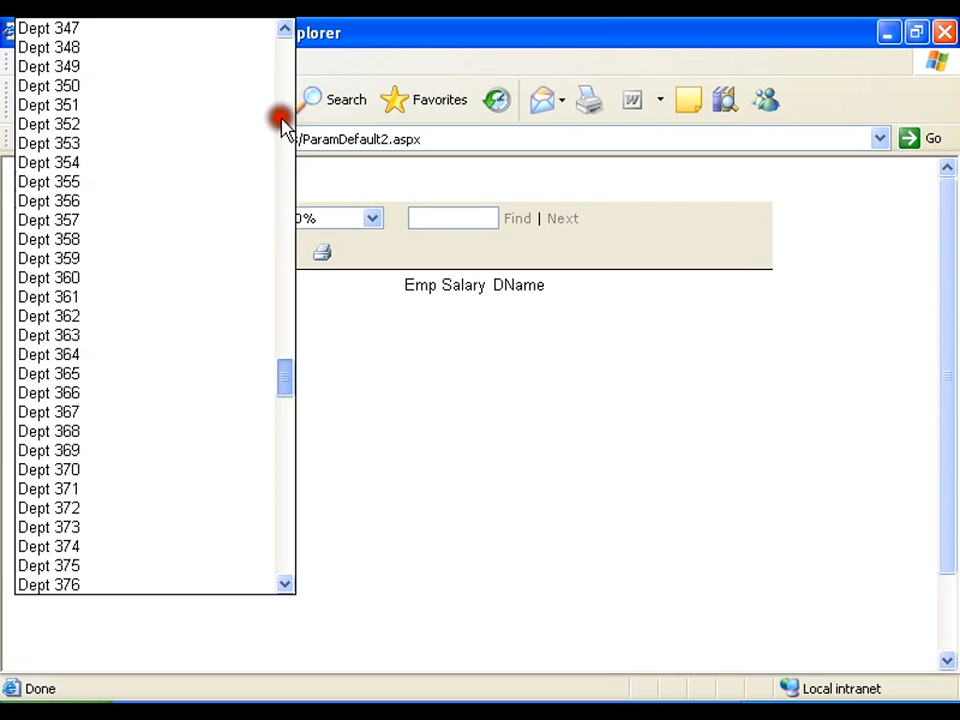 Dept 347
plorer
Dept 348
Dept 349
Dept 350
Dept 351
Search Favorites W
Dept 352
/ParamDefault2.aspx Go
Dept 353
Dept 354
Dept 355
Dept 356
Dept 357
0% Find | Next
Dept 358
Dept 359
Dept 360
Emp Salary DName
Dept 361
Dept 362
Dept 363
Dept 364
Dept 365
Dept 366
Dept 367
Dept 368
Dept 369
Dept 370
Dept 371
Dept 372
Dept 373
Dept 374
Dept 375
Dept 376
Done Local intranet